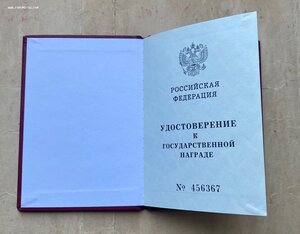 РОССИЙСКАЯ
ФЕДЕРАЦИЯ
УДОСТОВЕРЕНИЕ
К
ГОСУДАРСТВЕННОЙ
НАГРАДЕ
№ 456367